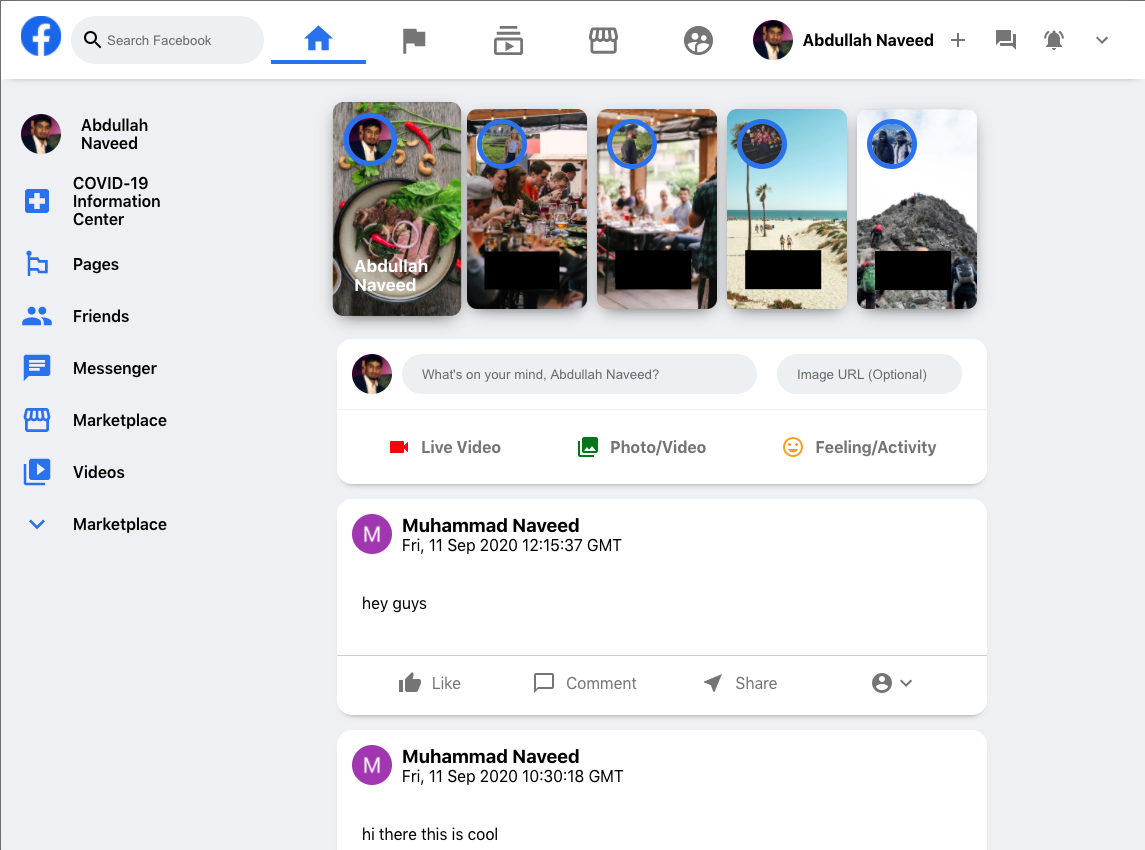 Search Facebook
Abdullah Naveed
Abdullah
Naveed
COVID-19
Information
Center
Pages
Friends
Messenger
Marketplace
Videos
Marketplace
Abdullah
Naveed
What's on your mind, Abdullah Naveed?
Image URL (Optional)
Live Video
Photo/Video
Feeling/Activity
M
Muhammad Naveed
Fri, 11 Sep 2020 12:15:37 GMT
hey guys
Like
Comment
Share
M
Muhammad Naveed
Fri, 11 Sep 2020 10:30:18 GMT
hi there this is cool